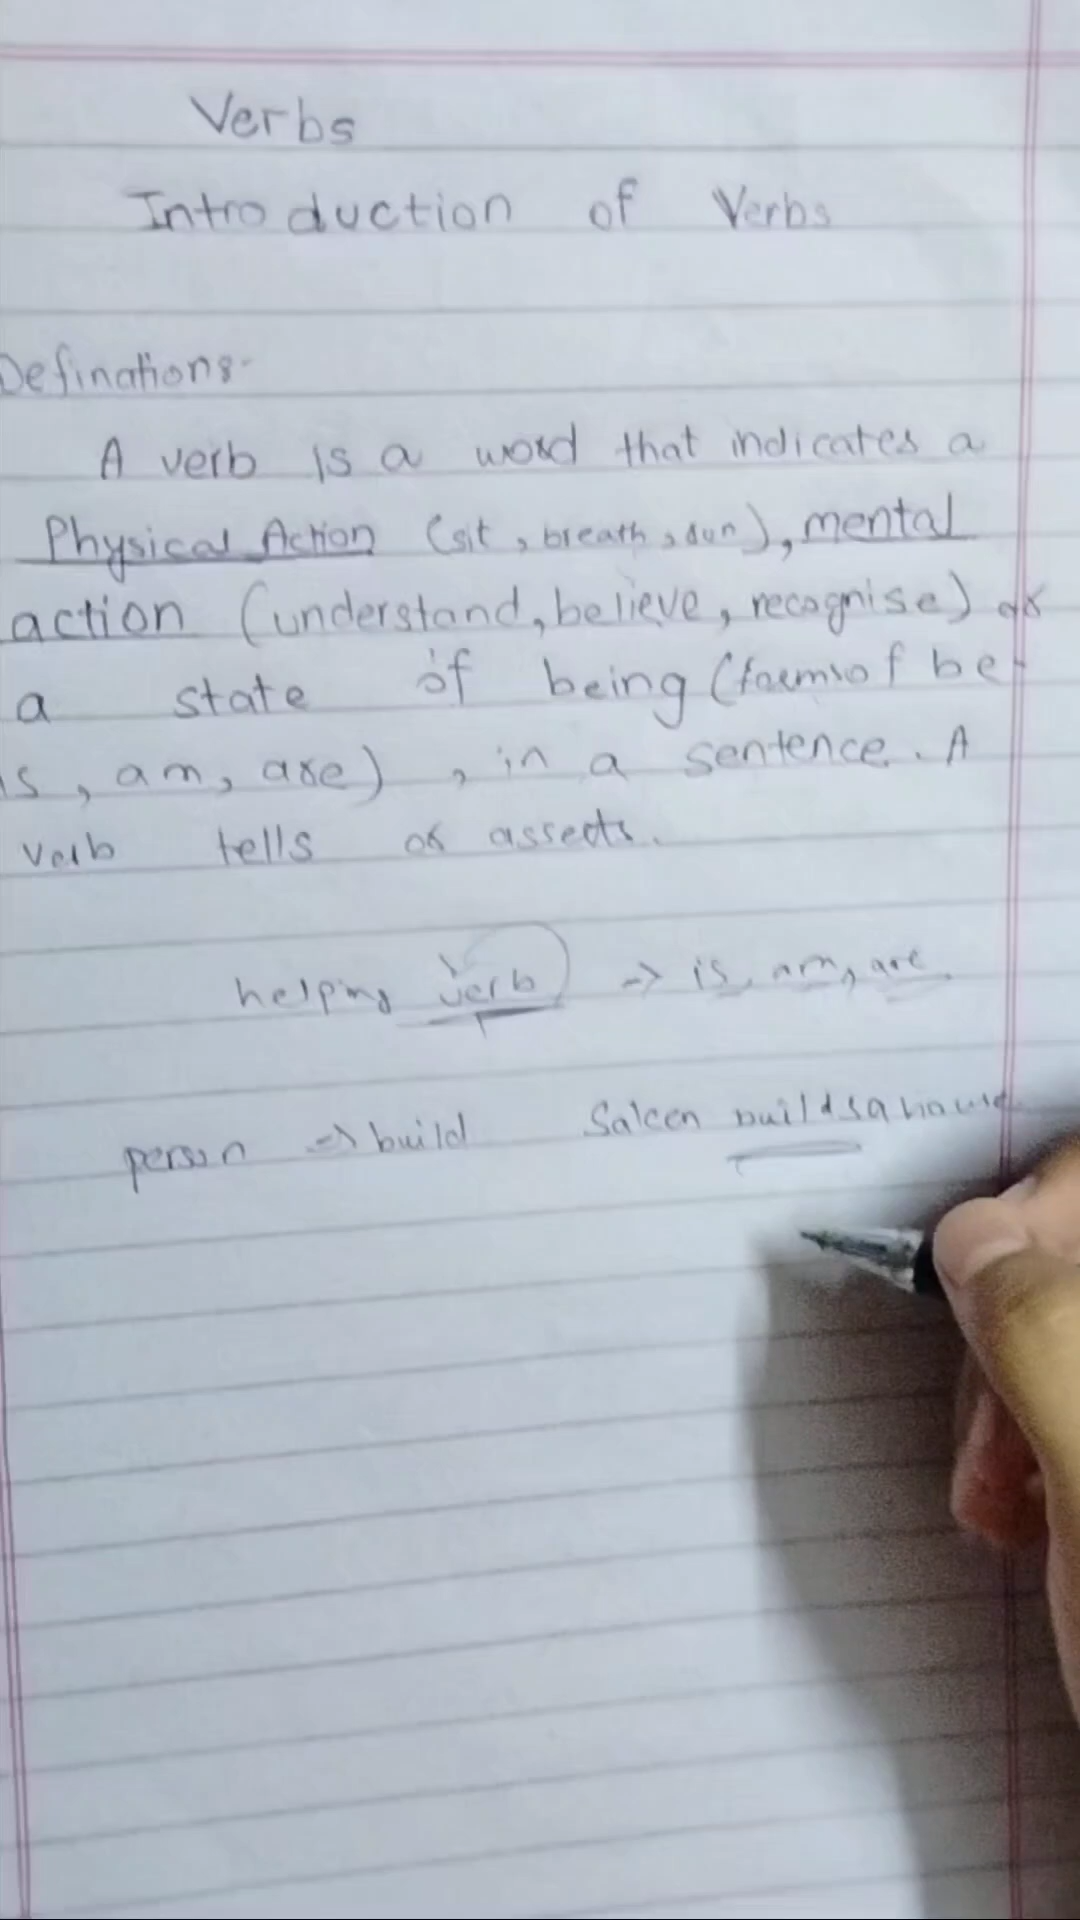 Verbs
Introduction of Verbs
Definations:-
A verb is a word that indicates a
Physical Action (sit, breath, run), mental
action (understand, believe, recognise) or
a state of being (forms of be-
is, am, are), in a sentence. A
verb tells or asserts.
helping verb → is, am, are
person → build Saleen builds a house